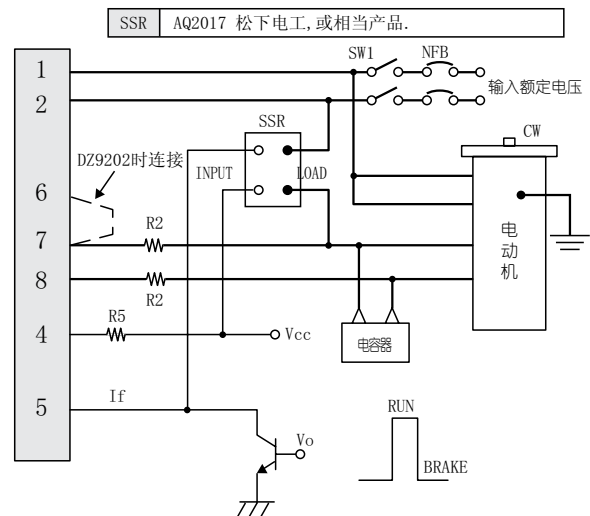 SSR AQ2017 松下电工,或相当产品.
1
SW1 NFB
2
输入额定电压
SSR
CW
DZ9202时连接
INPUT LOAD
6
R2
7
电动机
8
R2
R5
4
Vcc
电容器
5
If
RUN
Vo
BRAKE